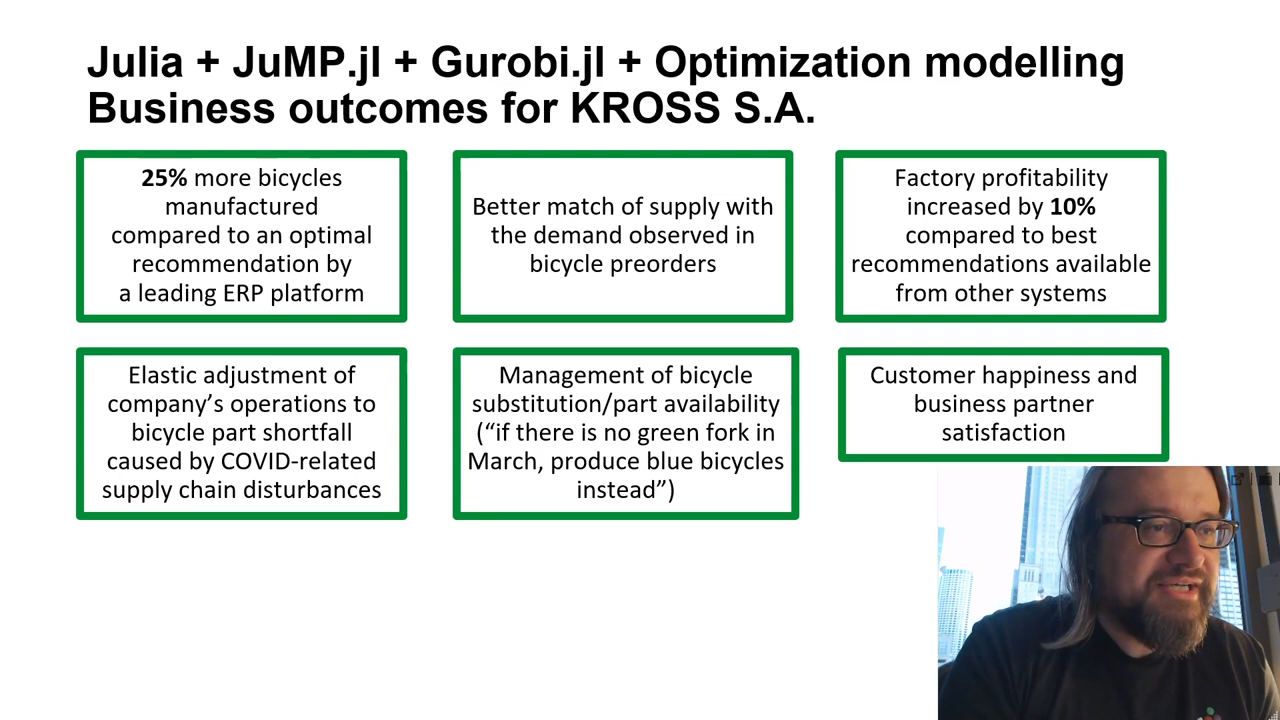 Julia + JuMP.jl + Gurobi.jl + Optimization modelling
Business outcomes for KROSS S.A.
25% more bicycles
manufactured
compared to an optimal
recommendation by
a leading ERP platform
Better match of supply with
the demand observed in
bicycle preorders
Factory profitability
increased by 10%
compared to best
recommendations available
from other systems
Elastic adjustment of
company’s operations to
bicycle part shortfall
caused by COVID-related
supply chain disturbances
Management of bicycle
substitution/part availability
(“if there is no green fork in
March, produce blue bicycles
instead”)
Customer happiness and
business partner
satisfaction